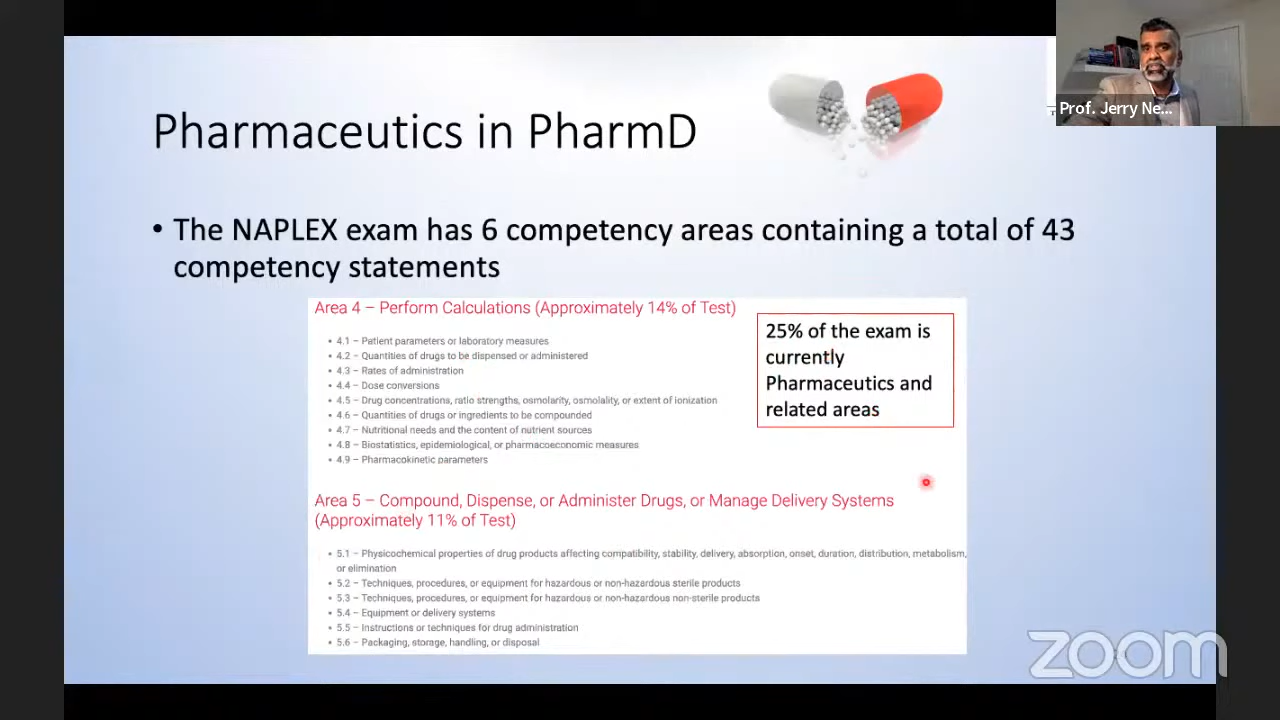 Prof. Jerry Ne...
Pharmaceutics in PharmD
• The NAPLEX exam has 6 competency areas containing a total of 43
competency statements
Area 4 – Perform Calculations (Approximately 14% of Test)
• 4.1 – Patient parameters or laboratory measures
• 4.2 – Quantities of drugs to be dispensed or administered
• 4.3 – Rates of administration
• 4.4 – Dose conversions
• 4.5 – Drug concentrations, ratio strengths, osmolarity, osmolality, or extent of ionization
• 4.6 – Quantities of drugs or ingredients to be compounded
• 4.7 – Nutritional needs and the content of nutrient sources
• 4.8 – Biostatistics, epidemiological, or pharmacoeconomic measures
• 4.9 – Pharmacokinetic parameters
25% of the exam is
currently
Pharmaceutics and
related areas
Area 5 – Compound, Dispense, or Administer Drugs, or Manage Delivery Systems
(Approximately 11% of Test)
• 5.1 – Physicochemical properties of drug products affecting compatibility, stability, delivery, absorption, onset, duration, distribution, metabolism,
or elimination
• 5.2 – Techniques, procedures, or equipment for hazardous or non-hazardous sterile products
• 5.3 – Techniques, procedures, or equipment for hazardous or non-hazardous non-sterile products
• 5.4 – Equipment or delivery systems
• 5.5 – Instructions or techniques for drug administration
• 5.6 – Packaging, storage, handling, or disposal
zoom